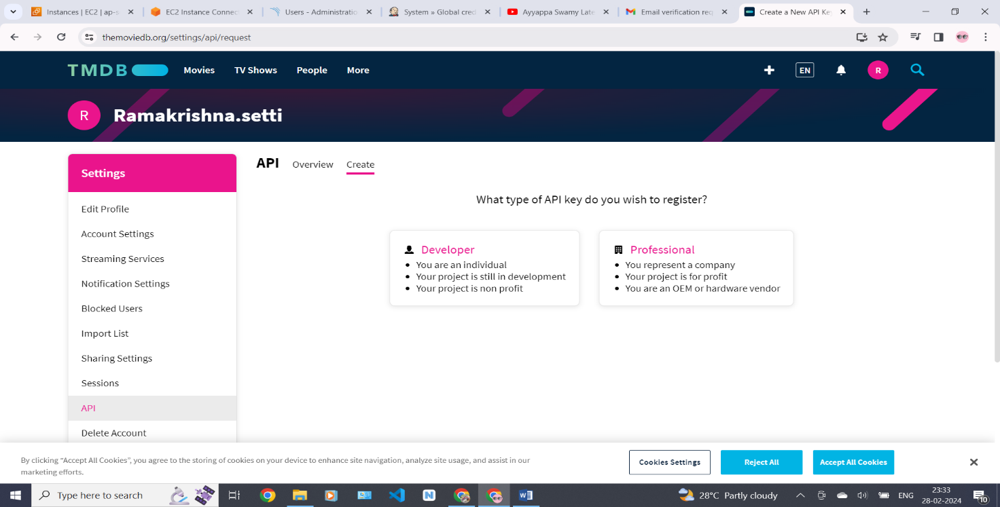 Instances | EC2 | ap-s
EC2 Instance Connec
Users - Administratio
System » Global cred
Ayyappa Swamy Late
Email verification req
Create a New API Key
themoviedb.org/settings/api/request
TMDB Movies TV Shows People More EN R
R Ramakrishna.setti
Settings
Edit Profile
Account Settings
Streaming Services
Notification Settings
Blocked Users
Import List
Sharing Settings
Sessions
API
Delete Account
API Overview Create
What type of API key do you wish to register?
Developer
• You are an individual
• Your project is still in development
• Your project is non profit
Professional
• You represent a company
• Your project is for profit
• You are an OEM or hardware vendor
By clicking “Accept All Cookies”, you agree to the storing of cookies on your device to enhance site navigation, analyze site usage, and assist in our
marketing efforts.
Cookies Settings
Reject All
Accept All Cookies
Type here to search
28°C Partly cloudy
ENG
23:33
28-02-2024
10